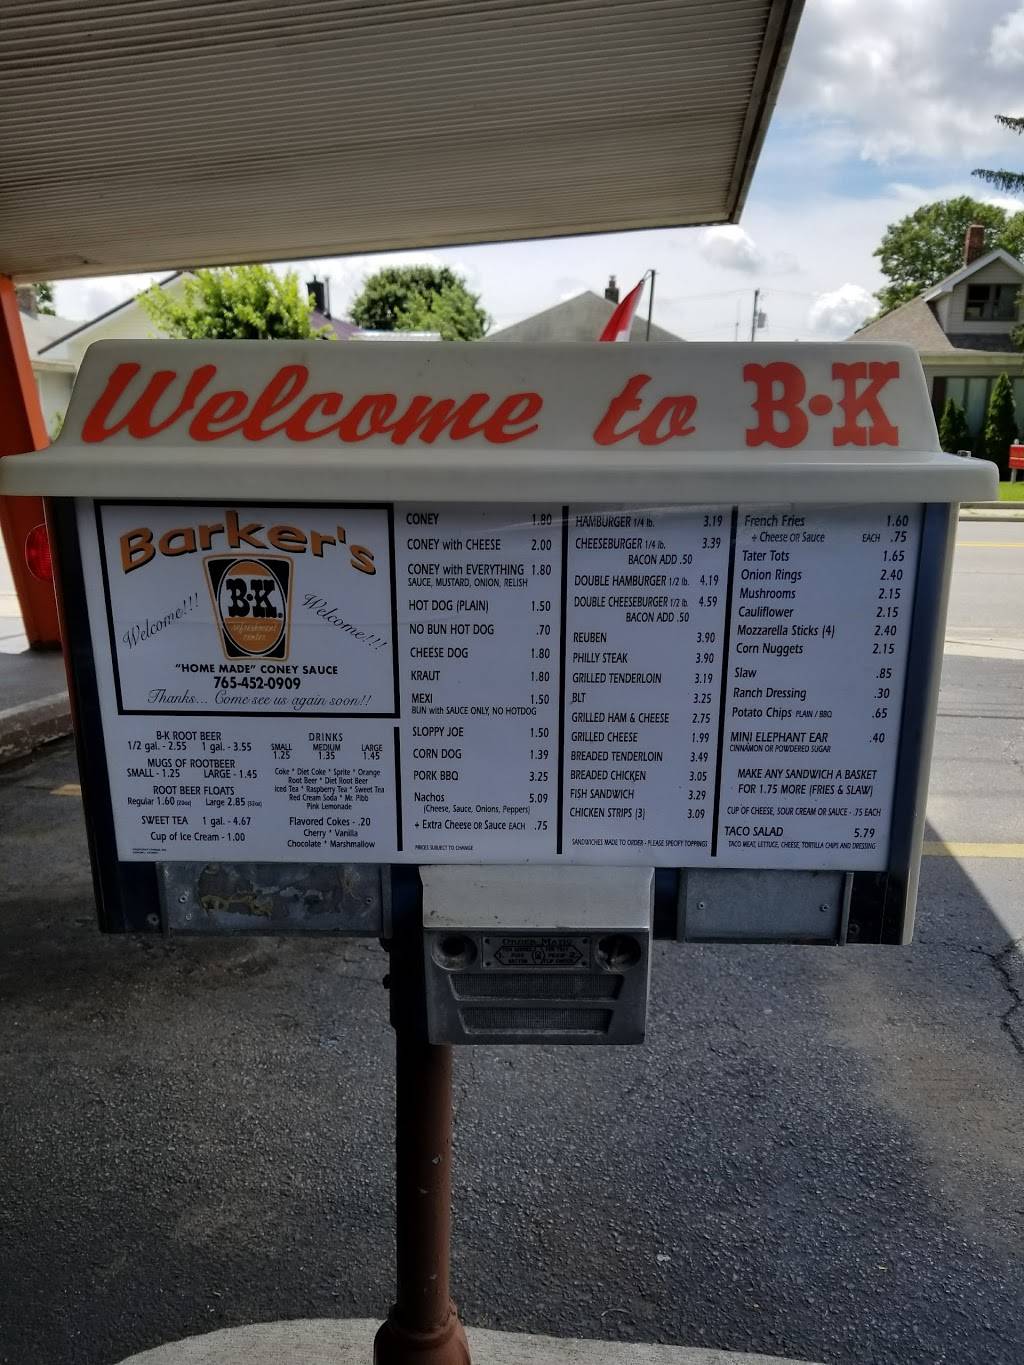 Welcome to B•K
Barker's
Welcome!!!
B•K.
refreshment
center
Welcome!!!
"HOME MADE" CONEY SAUCE
765-452-0909
Thanks... Come see us again soon!!
B-K ROOT BEER
1/2 gal. - 2.55 1 gal. - 3.55
MUGS OF ROOTBEER
SMALL - 1.25 LARGE - 1.45
ROOT BEER FLOATS
Regular 1.60 (20oz) Large 2.85 (32oz)
SWEET TEA 1 gal. - 4.67
Cup of Ice Cream - 1.00
DRINKS
SMALL MEDIUM LARGE
1.25 1.35 1.45
Coke * Diet Coke * Sprite * Orange
Root Beer * Diet Root Beer
Iced Tea * Raspberry Tea * Sweet Tea
Red Cream Soda * Mr. Pibb
Pink Lemonade
Flavored Cokes - .20
Cherry * Vanilla
Chocolate * Marshmallow
CONEY 1.80
CONEY with CHEESE 2.00
CONEY with EVERYTHING 1.80
SAUCE, MUSTARD, ONION, RELISH
HOT DOG (PLAIN) 1.50
NO BUN HOT DOG .70
CHEESE DOG 1.80
KRAUT 1.80
MEXI 1.50
BUN with SAUCE ONLY, NO HOTDOG
SLOPPY JOE 1.50
CORN DOG 1.39
PORK BBQ 3.25
Nachos 5.09
(Cheese, Sauce, Onions, Peppers)
+ Extra Cheese OR Sauce EACH .75
PRICES SUBJECT TO CHANGE
HAMBURGER 1/4 lb. 3.19
CHEESEBURGER 1/4 lb. 3.39
BACON ADD .50
DOUBLE HAMBURGER 1/2 lb. 4.19
DOUBLE CHEESEBURGER 1/2 lb. 4.59
BACON ADD .50
REUBEN 3.90
PHILLY STEAK 3.90
GRILLED TENDERLOIN 3.19
BLT 3.25
GRILLED HAM & CHEESE 2.75
GRILLED CHEESE 1.99
BREADED TENDERLOIN 3.49
BREADED CHICKEN 3.05
FISH SANDWICH 3.29
CHICKEN STRIPS (3) 3.09
SANDWICHES MADE TO ORDER - PLEASE SPECIFY TOPPINGS
French Fries 1.60
+ Cheese OR Sauce EACH .75
Tater Tots 1.65
Onion Rings 2.40
Mushrooms 2.15
Cauliflower 2.15
Mozzarella Sticks (4) 2.40
Corn Nuggets 2.15
Slaw .85
Ranch Dressing .30
Potato Chips PLAIN / BBQ .65
MINI ELEPHANT EAR .40
CINNAMON OR POWDERED SUGAR
MAKE ANY SANDWICH A BASKET
FOR 1.75 MORE (FRIES & SLAW)
CUP OF CHEESE, SOUR CREAM OR SAUCE - .75 EACH
TACO SALAD 5.79
TACO MEAT, LETTUCE, CHEESE, TORTILLA CHIPS AND DRESSING